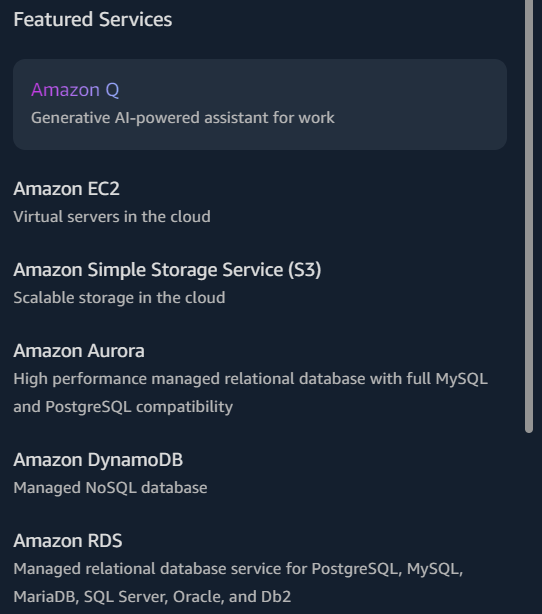 Featured Services
Amazon Q
Generative AI-powered assistant for work
Amazon EC2
Virtual servers in the cloud
Amazon Simple Storage Service (S3)
Scalable storage in the cloud
Amazon Aurora
High performance managed relational database with full MySQL
and PostgreSQL compatibility
Amazon DynamoDB
Managed NoSQL database
Amazon RDS
Managed relational database service for PostgreSQL, MySQL,
MariaDB, SQL Server, Oracle, and Db2